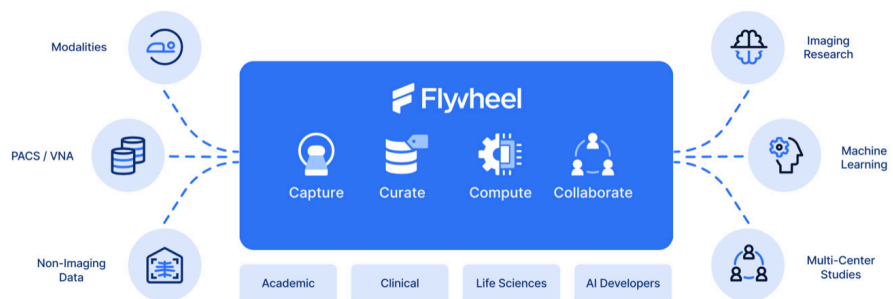 Modalities
PACS / VNA
Non-Imaging
Data
Flywheel
Capture
Curate
Compute
Collaborate
Academic
Clinical
Life Sciences
AI Developers
Imaging
Research
Machine
Learning
Multi-Center
Studies